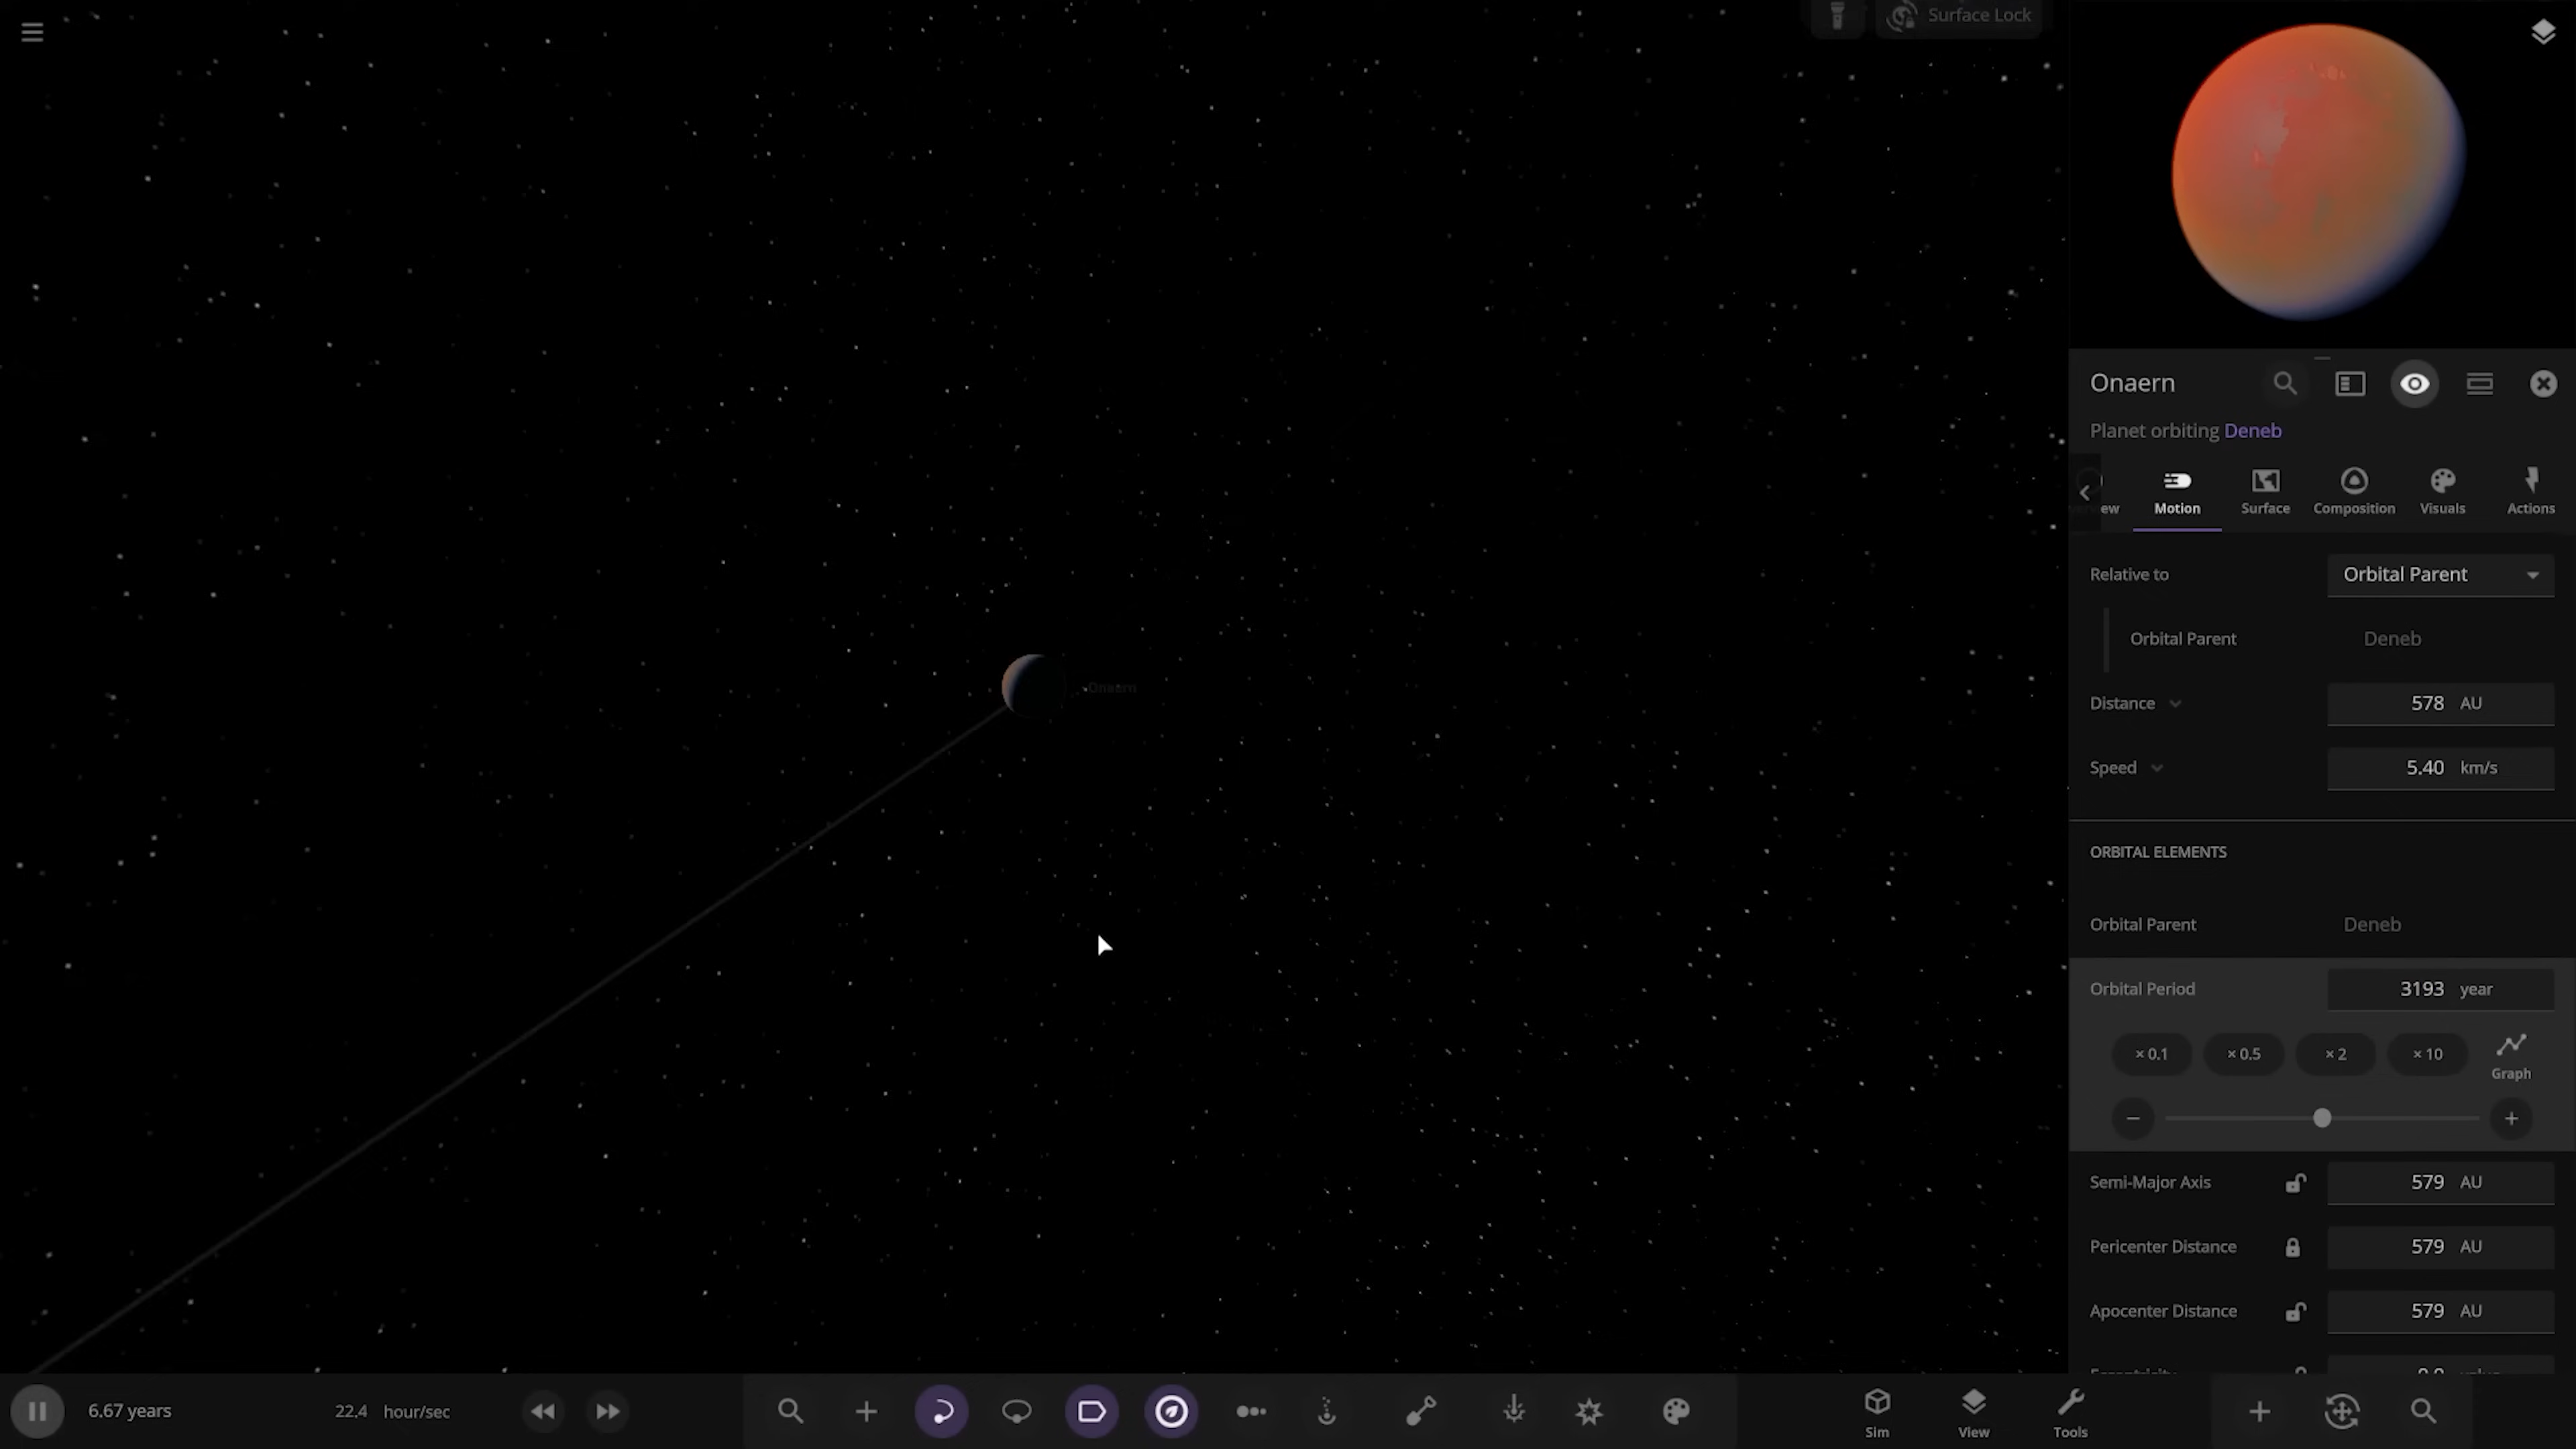 Surface Lock
Onaern
Planet orbiting Deneb
ew
Motion
Surface
Composition
Visuals
Actions
Relative to
Orbital Parent
Orbital Parent
Deneb
Distance
578 AU
Speed
5.40 km/s
ORBITAL ELEMENTS
Orbital Parent
Deneb
Orbital Period
3193 year
× 0.1
× 0.5
× 2
× 10
Graph
Semi-Major Axis
579 AU
Pericenter Distance
579 AU
Apocenter Distance
579 AU
Onaern
6.67 years
22.4 hour/sec
Sim
View
Tools